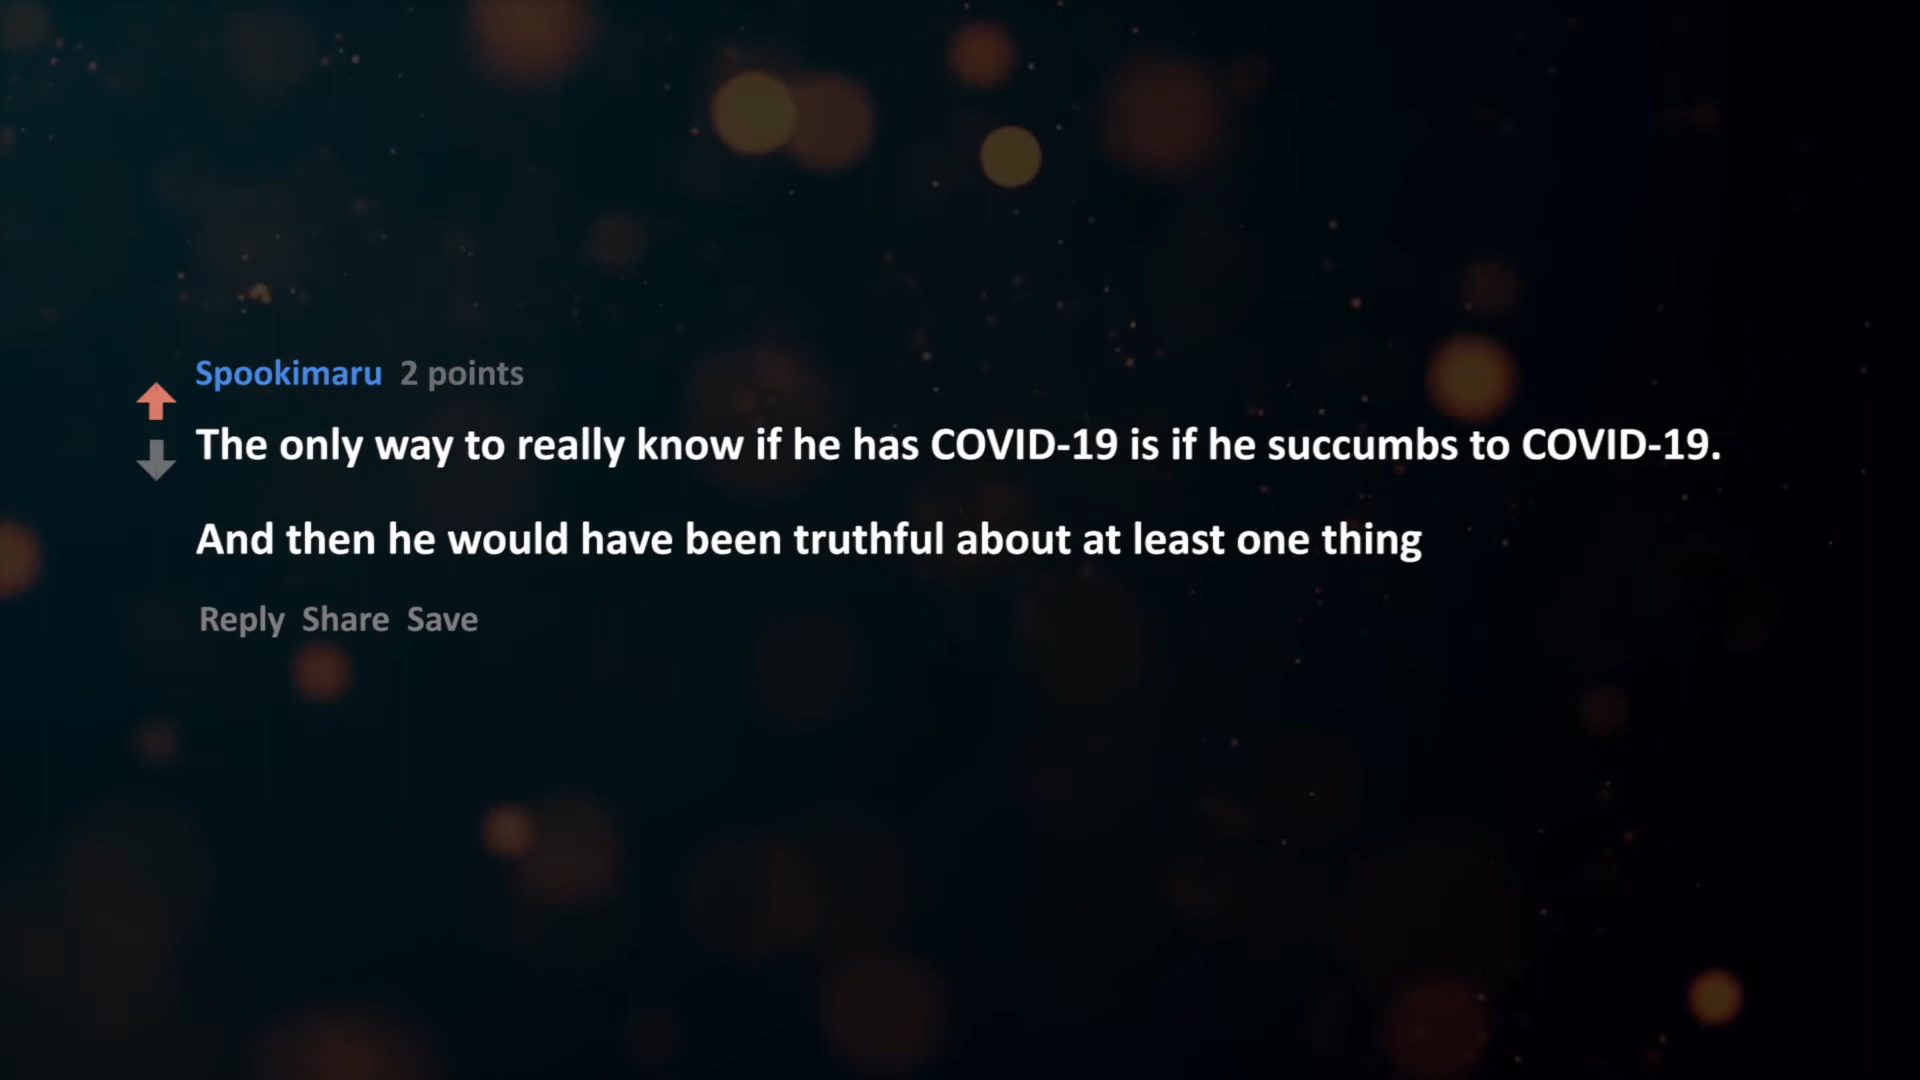 Spookimaru 2 points
The only way to really know if he has COVID-19 is if he succumbs to COVID-19.
And then he would have been truthful about at least one thing
Reply Share Save